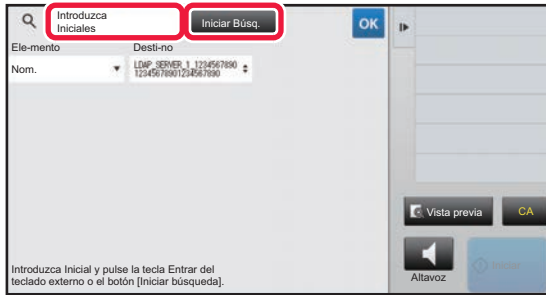 Introduzca
Iniciales
Iniciar Búsq.
OK
Ele-mento
Desti-no
Nom.
LDAP_SERVER_1_1234567890
12345678901234567890
Vista previa
CA
Altavoz
Introduzca Inicial y pulse la tecla Entrar del
teclado externo o el botón [Iniciar búsqueda].